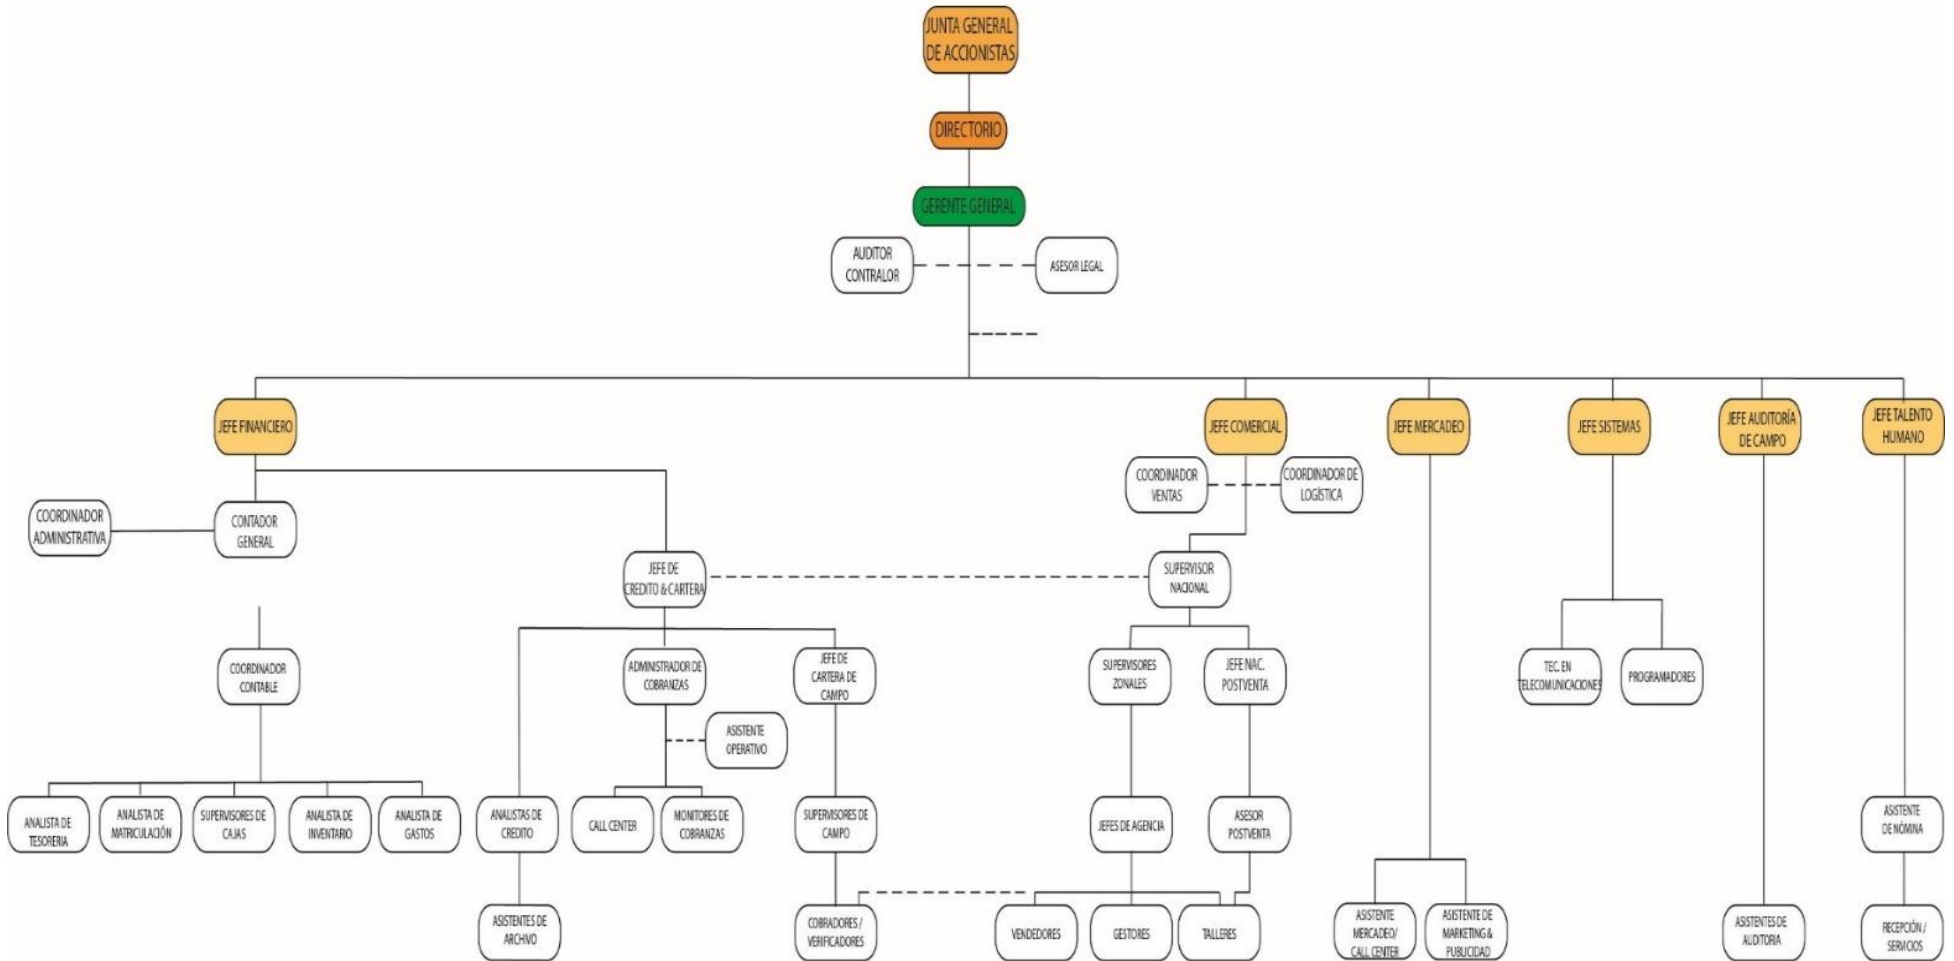 JUNTA GENERAL
DE ACCIONISTAS
DIRECTORIO
GERENTE GENERAL
AUDITOR
CONTRALOR
ASESOR LEGAL
JEFE FINANCIERO
JEFE COMERCIAL
JEFE MERCADEO
JEFE SISTEMAS
JEFE AUDITORÍA
DE CAMPO
JEFE TALENTO
HUMANO
COORDINADOR
VENTAS
COORDINADOR DE
LOGÍSTICA
COORDINADOR
ADMINISTRATIVA
CONTADOR
GENERAL
JEFE DE
CREDITO & CARTERA
SUPERVISOR
NACIONAL
COORDINADOR
CONTABLE
ADMINISTRADOR DE
COBRANZAS
JEFE DE
CARTERA DE
CAMPO
SUPERVISORES
ZONALES
JEFE NAC.
POSTVENTA
TEC. EN
TELECOMUNICACIONES
PROGRAMADORES
ASISTENTE
OPERATIVO
ANALISTA DE
TESORERIA
ANALISTA DE
MATRICULACIÓN
SUPERVISORES DE
CAJAS
ANALISTA DE
INVENTARIO
ANALISTA DE
GASTOS
ANALISTAS DE
CREDITO
CALL CENTER
MONITORES DE
COBRANZAS
SUPERVISORES DE
CAMPO
JEFES DE AGENCIA
ASESOR
POSTVENTA
ASISTENTE
DE NÓMINA
ASISTENTES DE
ARCHIVO
COBRADORES /
VERIFICADORES
VENDEDORES
GESTORES
TALLERES
ASISTENTE
MERCADEO/
CALL CENTER
ASISTENTE DE
MARKETING &
PUBLICIDAD
ASISTENTES DE
AUDITORIA
RECEPCIÓN /
SERVICIOS